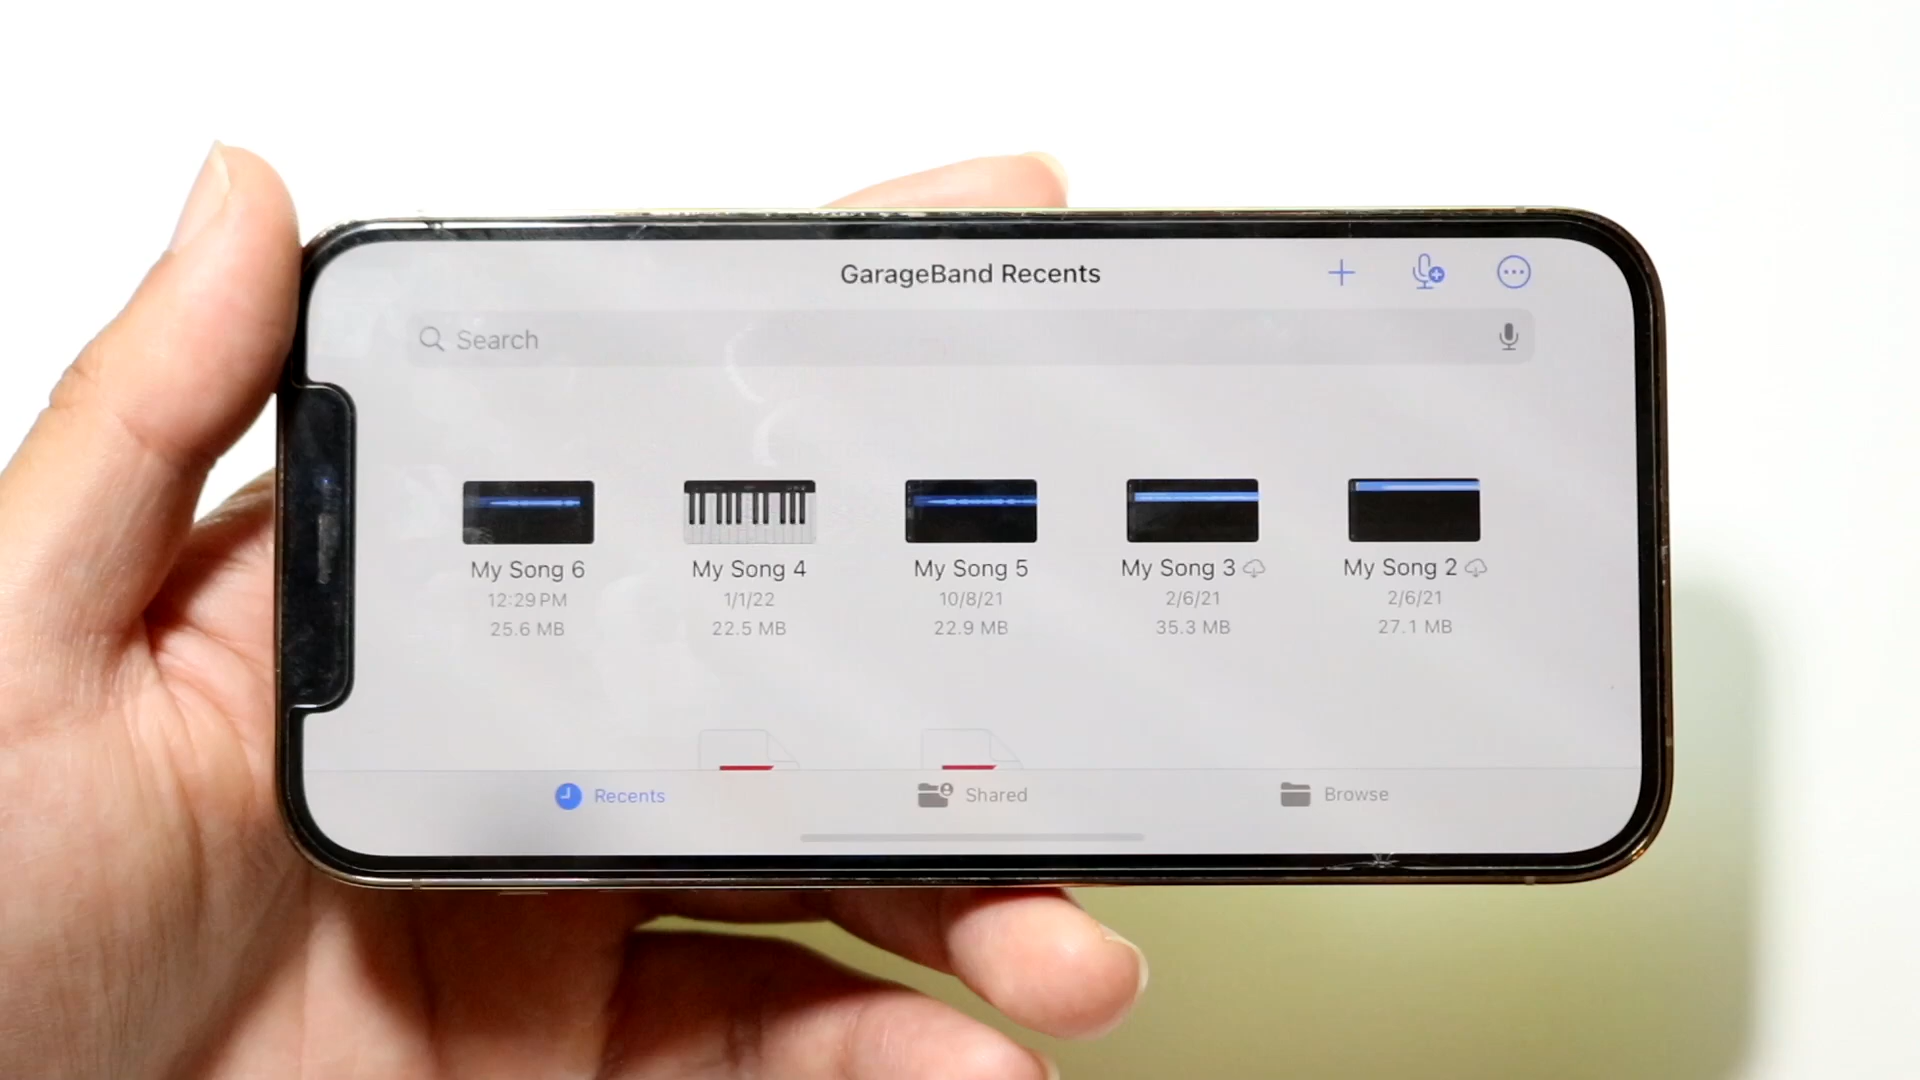 GarageBand Recents
Search
My Song 6
12:29 PM
25.6 MB
My Song 4
1/1/22
22.5 MB
My Song 5
10/8/21
22.9 MB
My Song 3
2/6/21
35.3 MB
My Song 2
2/6/21
27.1 MB
Recents
Shared
Browse